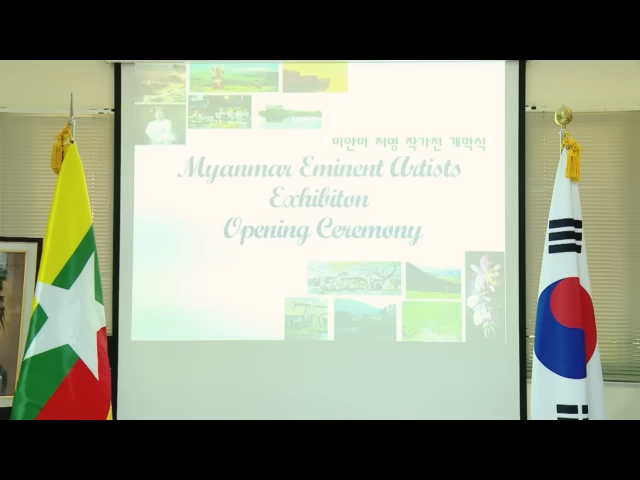 미얀마 저명 작가전 개막식
Myanmar Eminent Artists
Exhibiton
Opening Ceremony